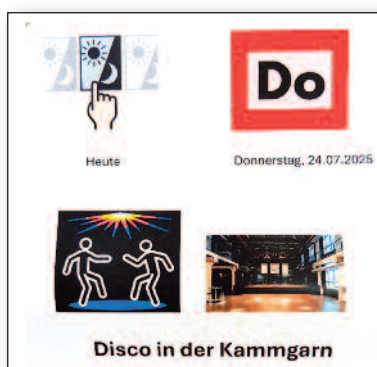 Do
Heute
Donnerstag, 24.07.2025
Disco in der Kammgarn